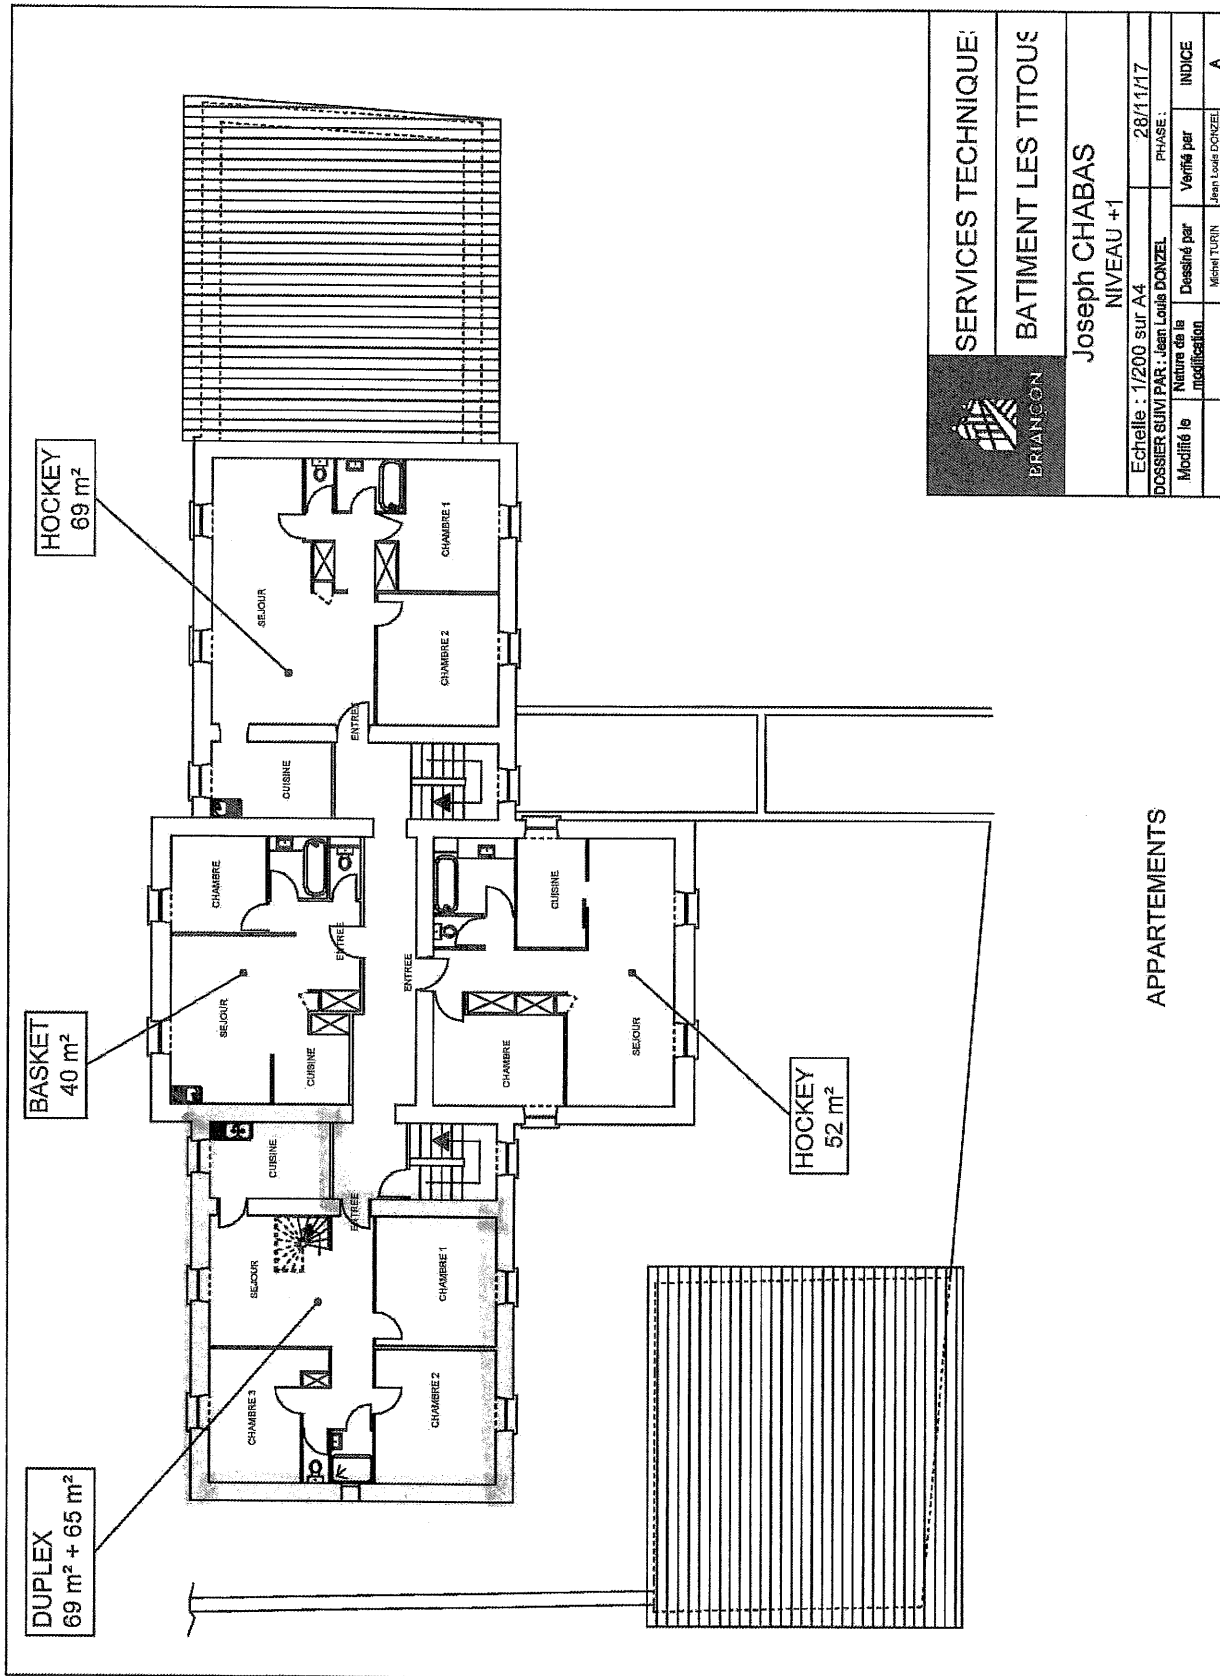 DUPLEX
69 m² + 65 m²
BASKET
40 m²
HOCKEY
69 m²
HOCKEY
52 m²
CHAMBRE 3
SEJOUR
CUISINE
ENTREE
CHAMBRE 2
CHAMBRE 1
SEJOUR
CHAMBRE
CUISINE
ENTREE
ENTREE
CHAMBRE
SEJOUR
CUISINE
CUISINE
SEJOUR
ENTREE
CHAMBRE 2
CHAMBRE 1
APPARTEMENTS
BRIANCON
SERVICES TECHNIQUES
BATIMENT LES TITOUS
Joseph CHABAS
NIVEAU +1
Echelle : 1/200 sur A4 28/11/17
DOSSIER SUIVI PAR : Jean Louis DONZEL PHASE :
Modifié le Nature de la modification Dessiné par Verifié par INDICE
Michel TURIN Jean Louis DONZEL A